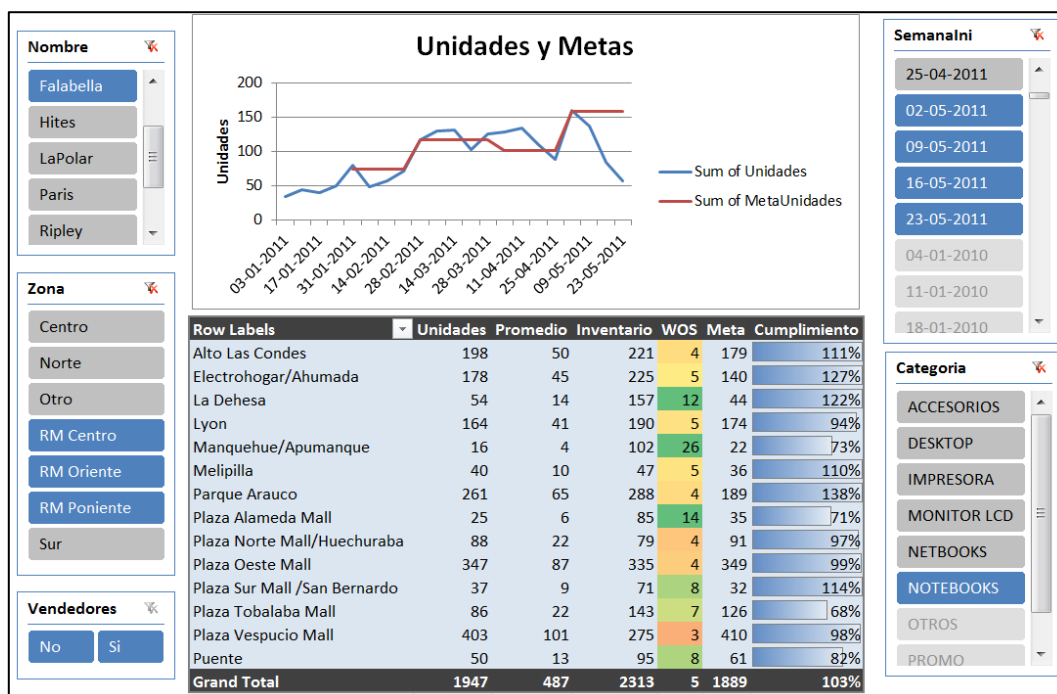 Nombre
Falabella
Hites
LaPolar
Paris
Ripley
Zona
Centro
Norte
Otro
RM Centro
RM Oriente
RM Poniente
Sur
Vendedores
No Si
Unidades y Metas
Unidades
200
150
100
50
0
03-01-2011
17-01-2011
31-01-2011
14-02-2011
28-02-2011
14-03-2011
28-03-2011
11-04-2011
25-04-2011
09-05-2011
23-05-2011
Sum of Unidades
Sum of MetaUnidades
Row Labels Unidades Promedio Inventario WOS Meta Cumplimiento
Alto Las Condes 198 50 221 4 179 111%
Electrohogar/Ahumada 178 45 225 5 140 127%
La Dehesa 54 14 157 12 44 122%
Lyon 164 41 190 5 174 94%
Manquehue/Apumanque 16 4 102 26 22 73%
Melipilla 40 10 47 5 36 110%
Parque Arauco 261 65 288 4 189 138%
Plaza Alameda Mall 25 6 85 14 35 71%
Plaza Norte Mall/Huechuraba 88 22 79 4 91 97%
Plaza Oeste Mall 347 87 335 4 349 99%
Plaza Sur Mall /San Bernardo 37 9 71 8 32 114%
Plaza Tobalaba Mall 86 22 143 7 126 68%
Plaza Vespucio Mall 403 101 275 3 410 98%
Puente 50 13 95 8 61 82%
Grand Total 1947 487 2313 5 1889 103%
SemanaIni
25-04-2011
02-05-2011
09-05-2011
16-05-2011
23-05-2011
04-01-2010
11-01-2010
18-01-2010
Categoria
ACCESORIOS
DESKTOP
IMPRESORA
MONITOR LCD
NETBOOKS
NOTEBOOKS
OTROS
PROMO